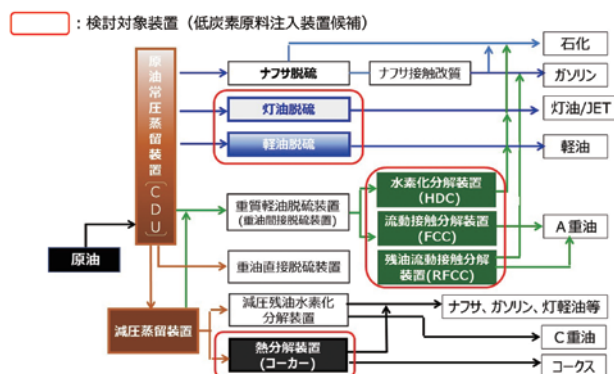 ：検討対象装置（低炭素原料注入装置候補）
石化
ナフサ脱硫
ナフサ接触改質
ガソリン
灯油脱硫
灯油/JET
軽油脱硫
軽油
原油常圧蒸留装置
〔CDU〕
原油
重質軽油脱硫装置
(重油間接脱硫装置)
水素化分解装置
(HDC)
流動接触分解装置
(FCC)
残油流動接触分解
装置(RFCC)
A重油
重油直接脱硫装置
減圧蒸留装置
減圧残油水素化
分解装置
ナフサ、ガソリン、灯軽油等
C重油
熱分解装置
(コーカー)
コークス